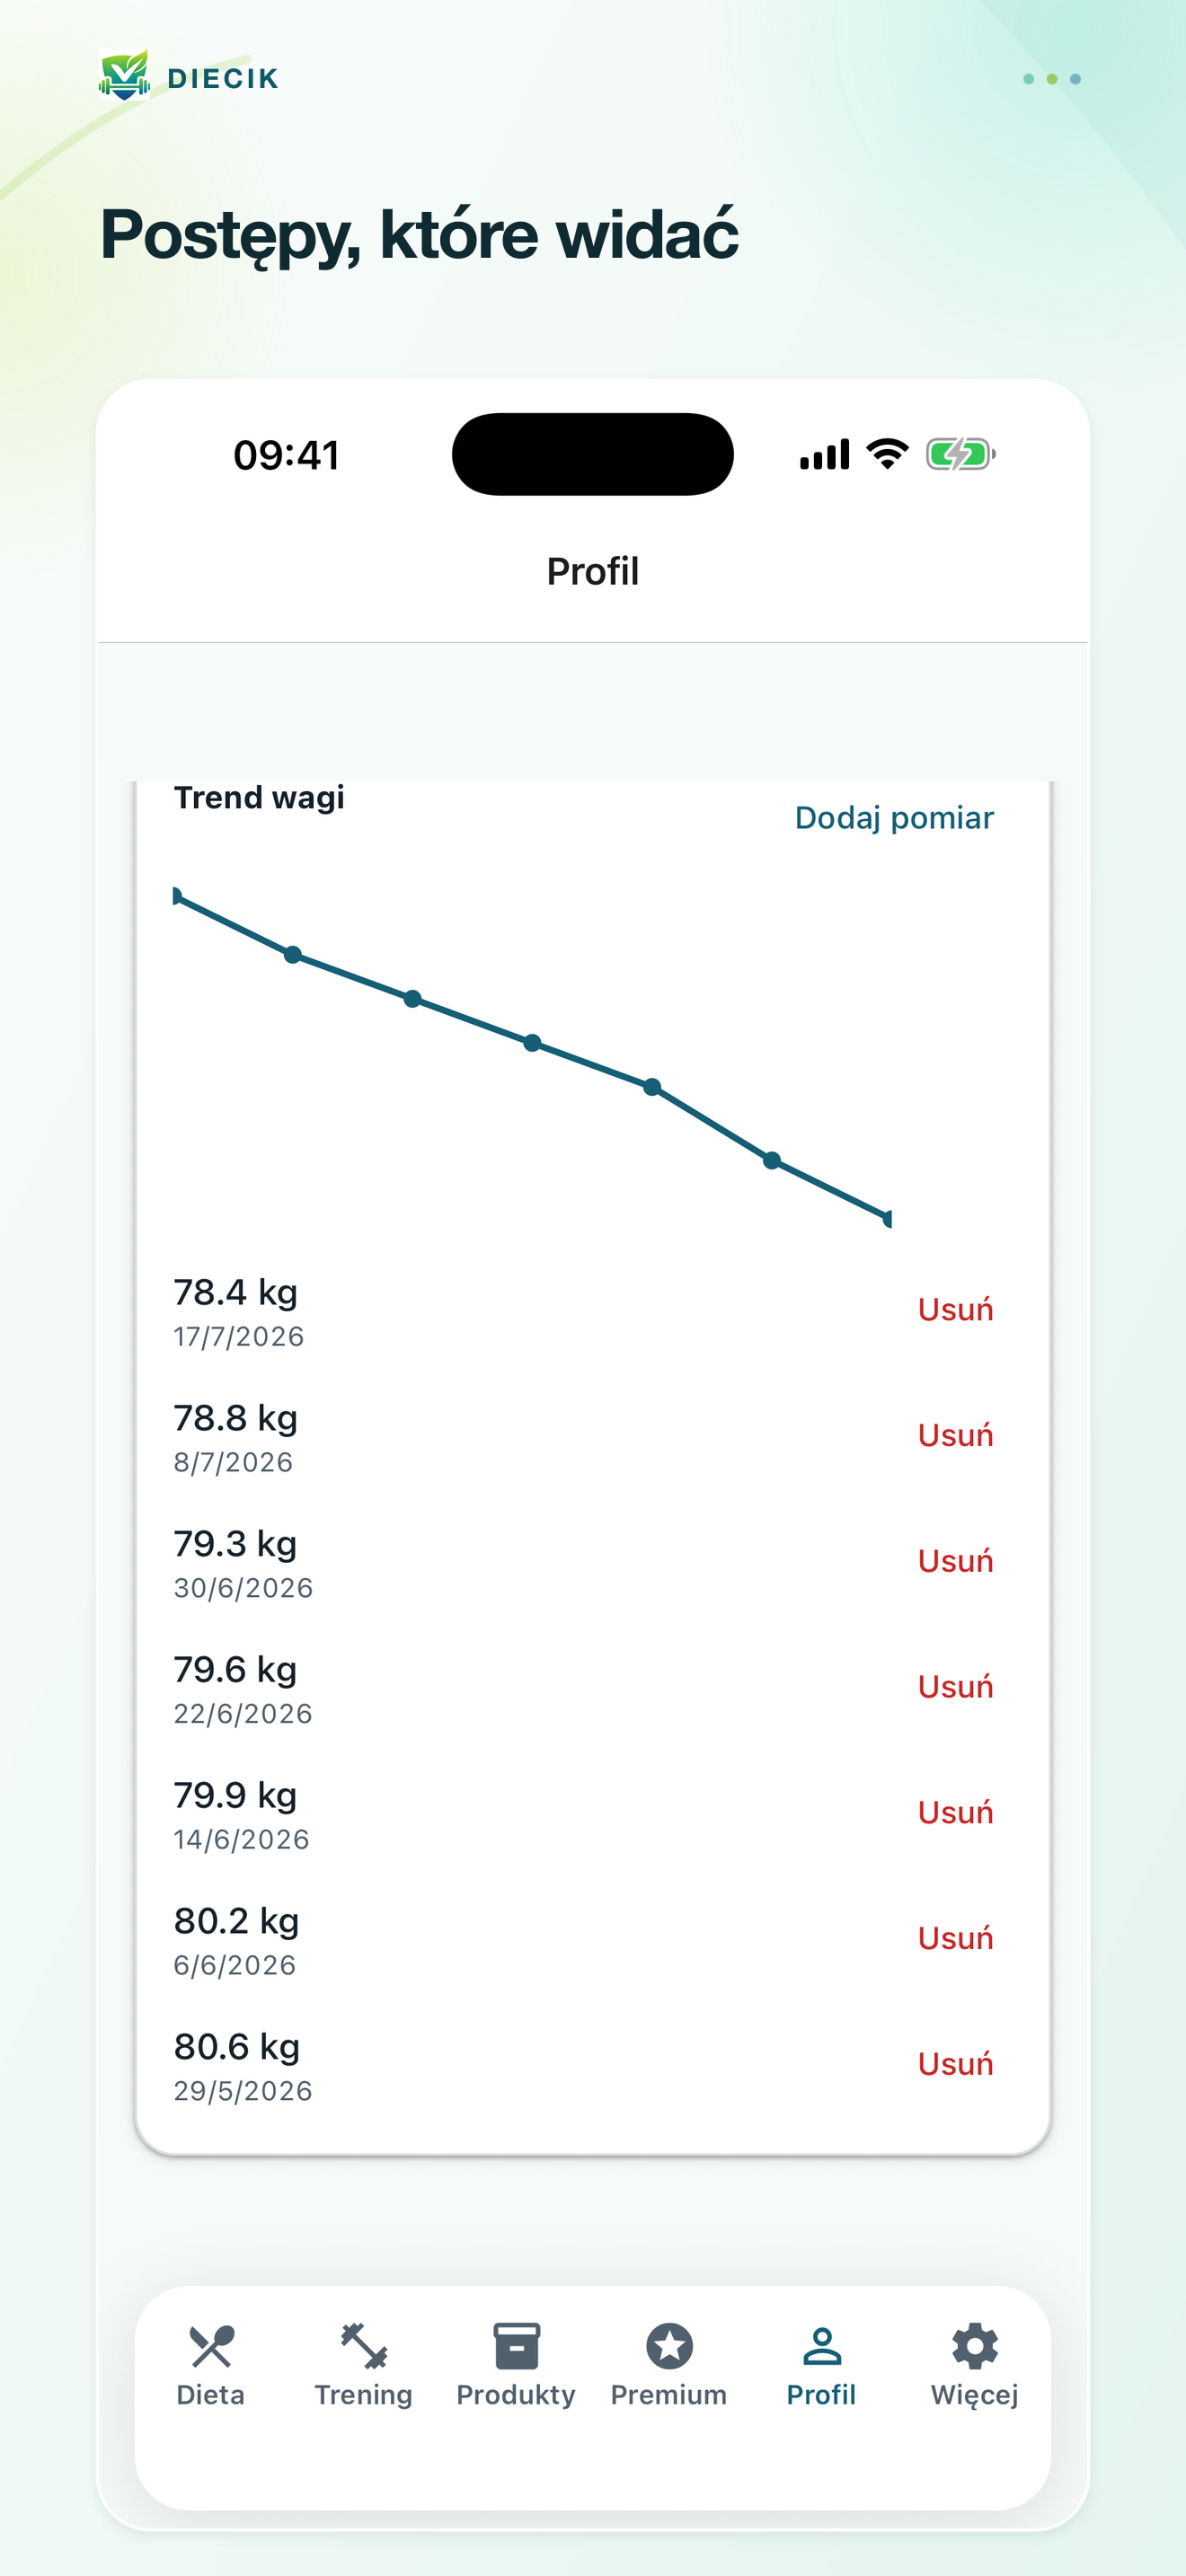 DIECIK
Postępy, które widać
09:41
Profil
Trend wagi
Dodaj pomiar
78.4 kg
17/7/2026
Usuń
78.8 kg
8/7/2026
Usuń
79.3 kg
30/6/2026
Usuń
79.6 kg
22/6/2026
Usuń
79.9 kg
14/6/2026
Usuń
80.2 kg
6/6/2026
Usuń
80.6 kg
29/5/2026
Usuń
Dieta
Trening
Produkty
Premium
Profil
Więcej